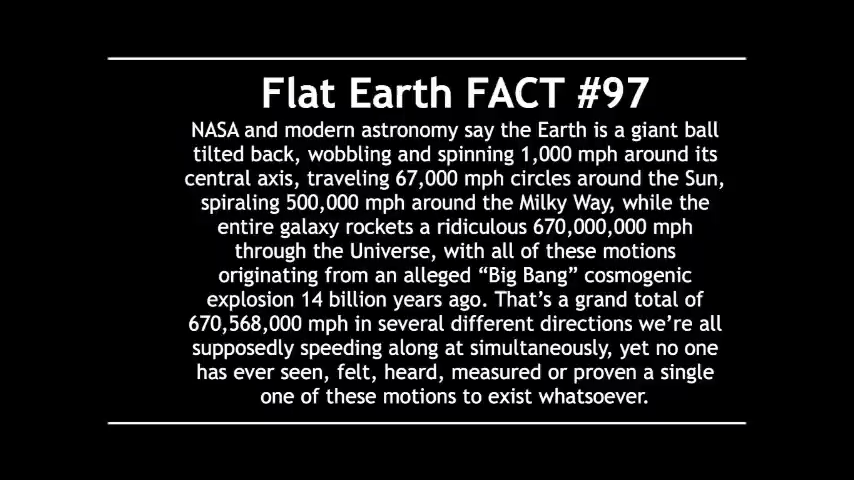 Flat Earth FACT #97
NASA and modern astronomy say the Earth is a giant ball
tilted back, wobbling and spinning 1,000 mph around its
central axis, traveling 67,000 mph circles around the Sun,
spiraling 500,000 mph around the Milky Way, while the
entire galaxy rockets a ridiculous 670,000,000 mph
through the Universe, with all of these motions
originating from an alleged “Big Bang” cosmogenic
explosion 14 billion years ago. That’s a grand total of
670,568,000 mph in several different directions we’re all
supposedly speeding along at simultaneously, yet no one
has ever seen, felt, heard, measured or proven a single
one of these motions to exist whatsoever.